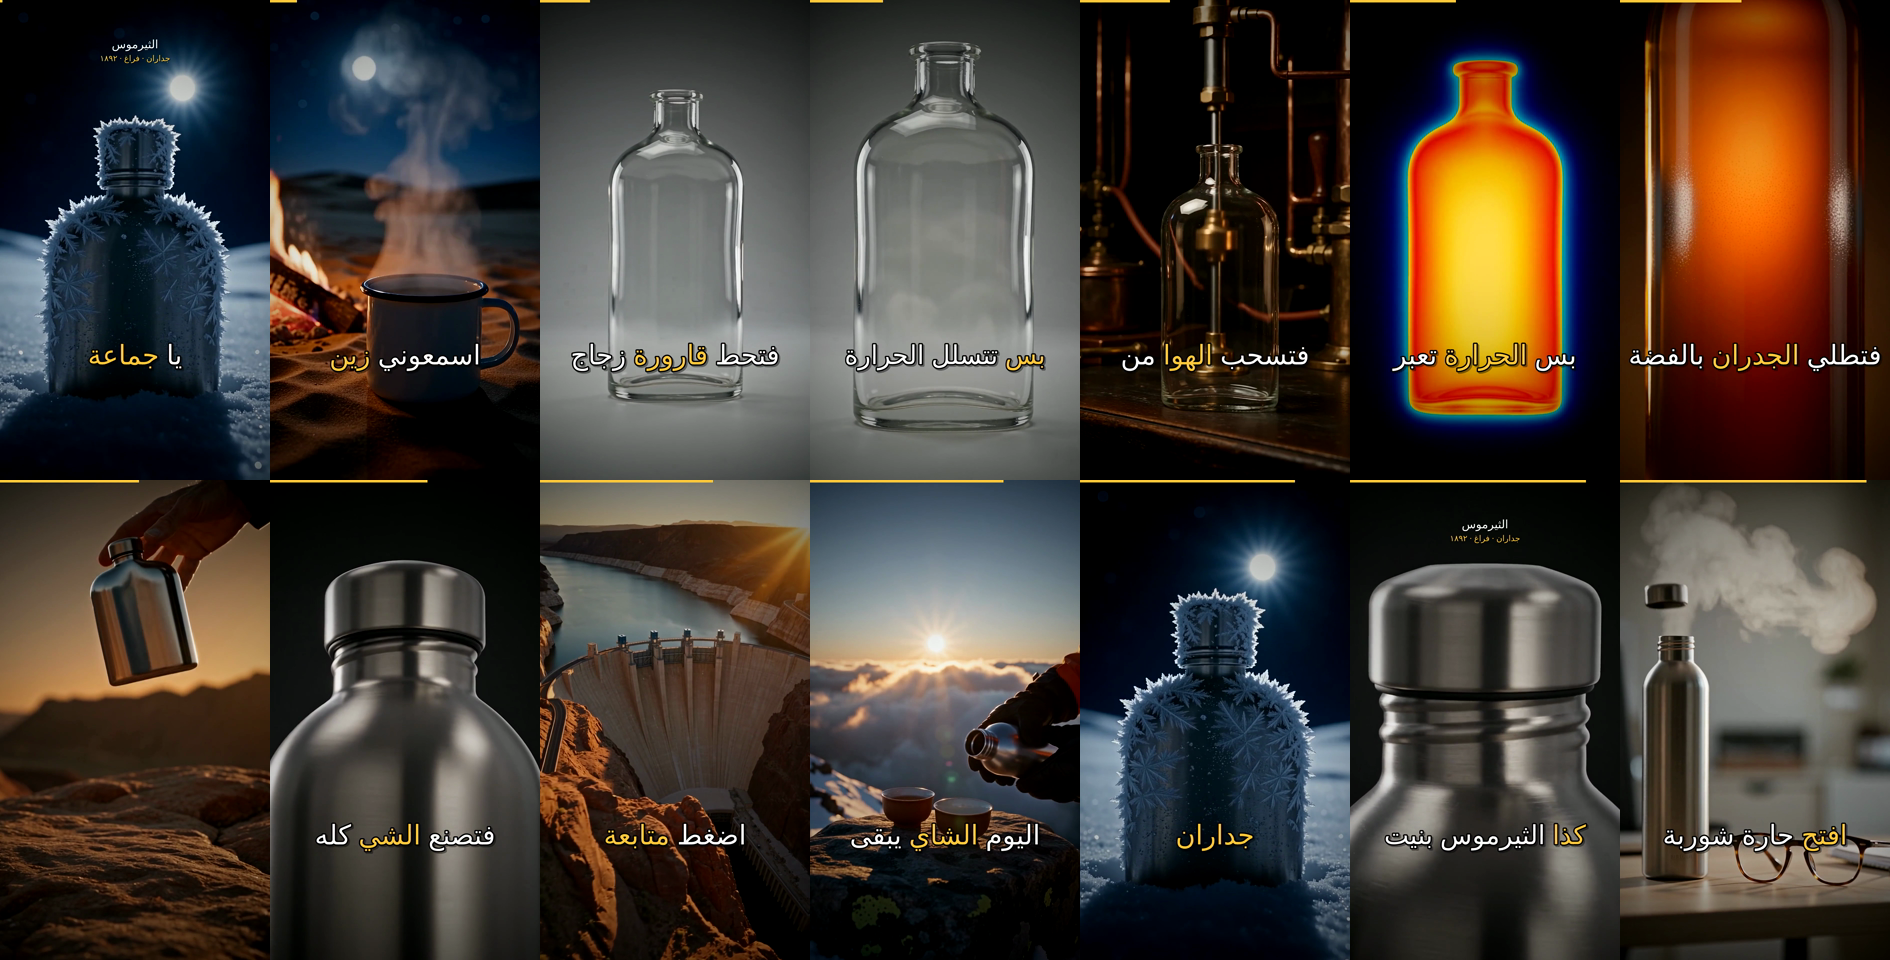 الثيرموس
جداران · فراغ · ١٨٩٢
يا جماعة
اسمعوني زين
فتحط قارورة زجاج
بس تتسلل الحرارة
فتسحب الهوا من
بس الحرارة تعبر
فتطلي الجدران بالفضة
فتصنع الشي كله
اضغط متابعة
اليوم الشاي يبقى
جداران
الثيرموس
جداران · فراغ · ١٨٩٢
كذا الثيرموس بنيت
افتح حارة شوربة